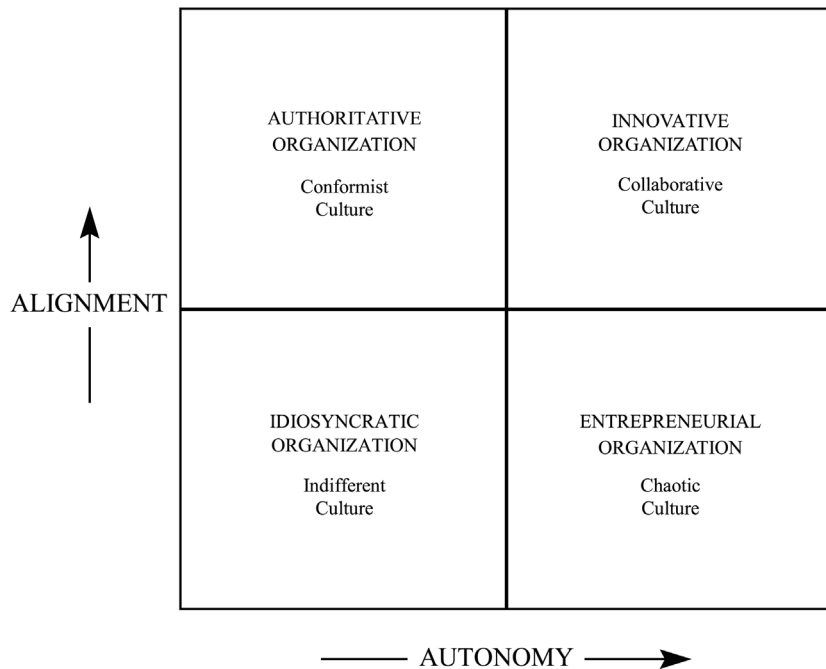 AUTHORITATIVE
ORGANIZATION
Conformist
Culture
INNOVATIVE
ORGANIZATION
Collaborative
Culture
ALIGNMENT
IDIOSYNCRATIC
ORGANIZATION
Indifferent
Culture
ENTREPRENEURIAL
ORGANIZATION
Chaotic
Culture
AUTONOMY